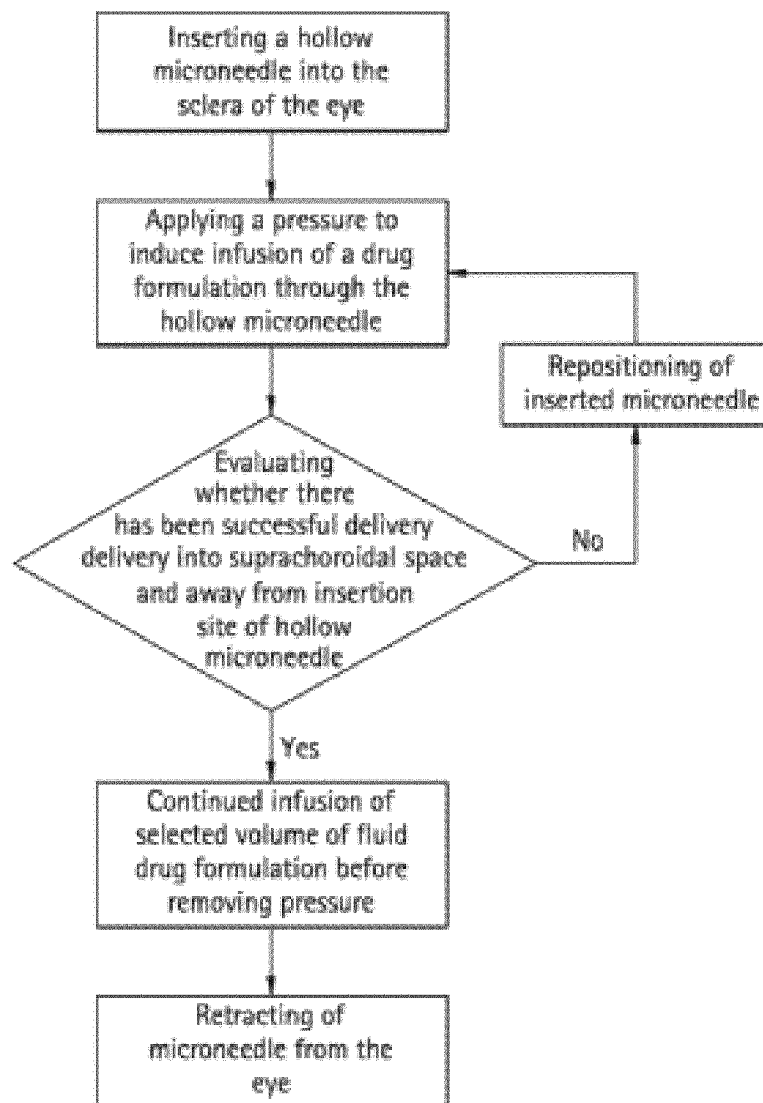 Inserting a hollow
microneedle into the
sclera of the eye
Applying a pressure to
induce infusion of a drug
formulation through the
hollow microneedle
Repositioning of
inserted microneedle
Evaluating
whether there
has been successful delivery
delivery into suprachoroidal space
and away from insertion
site of hollow
microneedle
No
Yes
Continued infusion of
selected volume of fluid
drug formulation before
removing pressure
Retracting of
microneedle from the
eye